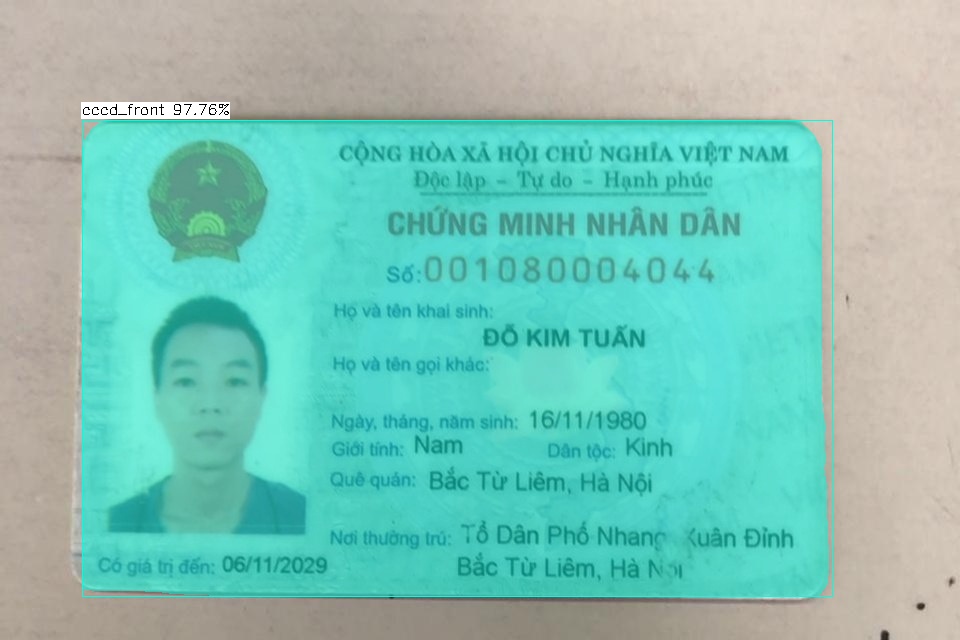 cccd_front 97.76%
CỘNG HÒA XÃ HỘI CHỦ NGHĨA VIỆT NAM
Độc lập - Tự do - Hạnh phúc
CHỨNG MINH NHÂN DÂN
Số: 001080004044
Họ và tên khai sinh:
ĐỖ KIM TUẤN
Họ và tên gọi khác:
Ngày, tháng, năm sinh: 16/11/1980
Giới tính: Nam Dân tộc: Kinh
Quê quán: Bắc Từ Liêm, Hà Nội
Nơi thường trú: Tổ Dân Phố Nhang Xuân Đỉnh
Bắc Từ Liêm, Hà Nội
Có giá trị đến: 06/11/2029